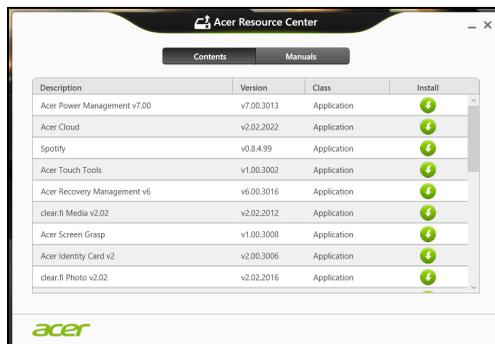 Acer Resource Center
Contents Manuals
Description Version Class Install
Acer Power Management v7.00 v7.00.3013 Application
Acer Cloud v2.02.2022 Application
Spotify v0.8.4.99 Application
Acer Touch Tools v1.00.3002 Application
Acer Recovery Management v6 v6.00.3016 Application
clear.fi Media v2.02 v2.02.2012 Application
Acer Screen Grasp v1.00.3008 Application
Acer Identity Card v2 v2.00.3006 Application
clear.fi Photo v2.02 v2.02.2016 Application
acer